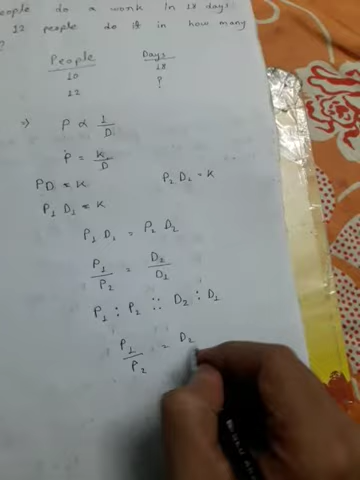 eople do a work in 18 days.
12 people do it in how many
?
People Days
10 18
12 ?
=> P ∝ 1/D
P = K/D
PD = K P₂ D₂ = K
P₁ D₁ = K
P₁ D₁ = P₂ D₂
P₁/P₂ = D₂/D₁
P₁ : P₂ :: D₂ : D₁
P₁/P₂ = D₂